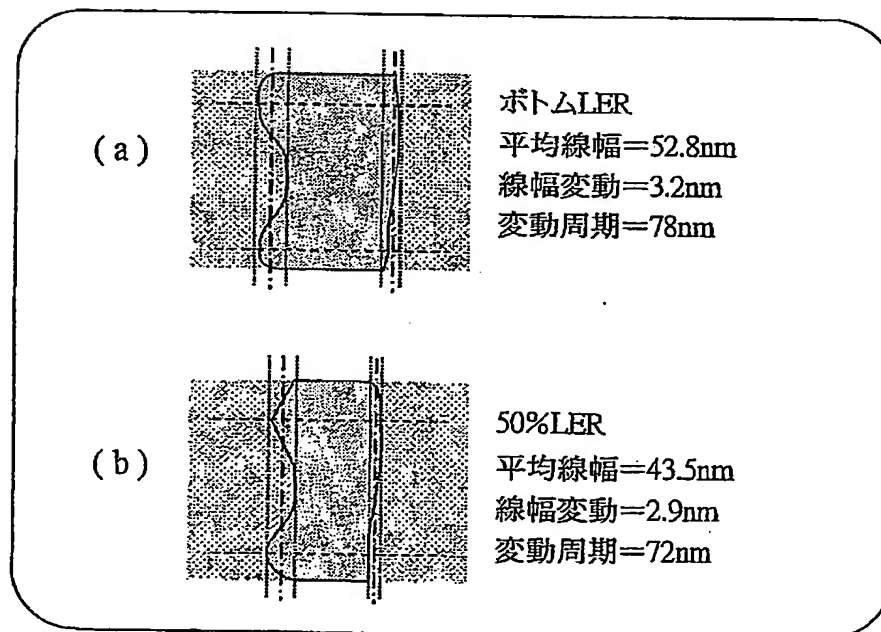 (a)
ボトムLER
平均線幅=52.8nm
線幅変動=3.2nm
変動周期=78nm
(b)
50%LER
平均線幅=43.5nm
線幅変動=2.9nm
変動周期=72nm